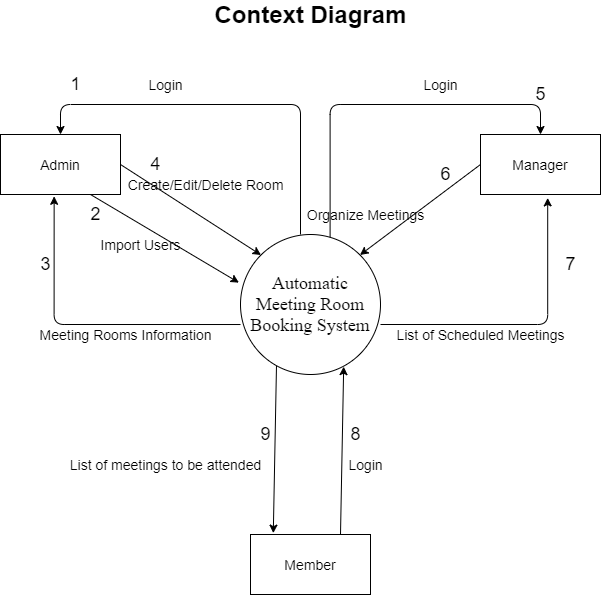 Context Diagram
1
Login
Login
5
Admin
4
Create/Edit/Delete Room
6
Manager
2
Organize Meetings
Import Users
3
7
Automatic
Meeting Room
Booking System
Meeting Rooms Information
List of Scheduled Meetings
9
8
List of meetings to be attended
Login
Member